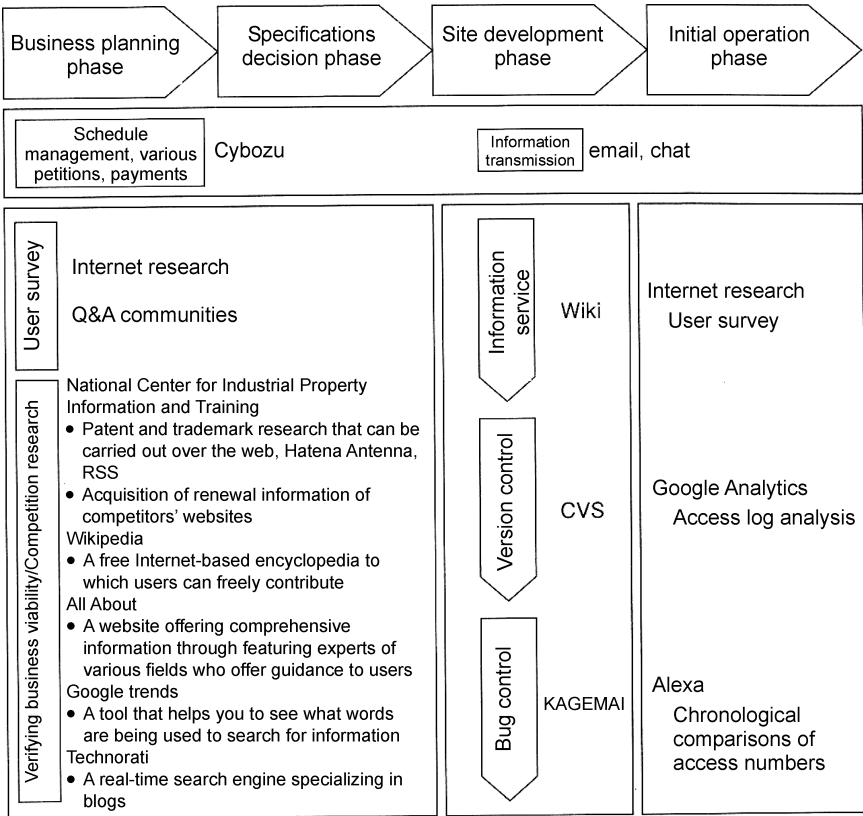 Business planning
phase
Specifications
decision phase
Site development
phase
Initial operation
phase
Schedule
management, various
petitions, payments
Cybozu
Information
transmission
email, chat
User survey
Internet research
Q&A communities
Verifying business viability/Competition research
National Center for Industrial Property
Information and Training
• Patent and trademark research that can be
carried out over the web, Hatena Antenna,
RSS
• Acquisition of renewal information of
competitors' websites
Wikipedia
• A free Internet-based encyclopedia to
which users can freely contribute
All About
• A website offering comprehensive
information through featuring experts of
various fields who offer guidance to users
Google trends
• A tool that helps you to see what words
are being used to search for information
Technorati
• A real-time search engine specializing in
blogs
Information
service
Wiki
Version control
CVS
Bug control
KAGEMAI
Internet research
User survey
Google Analytics
Access log analysis
Alexa
Chronological
comparisons of
access numbers